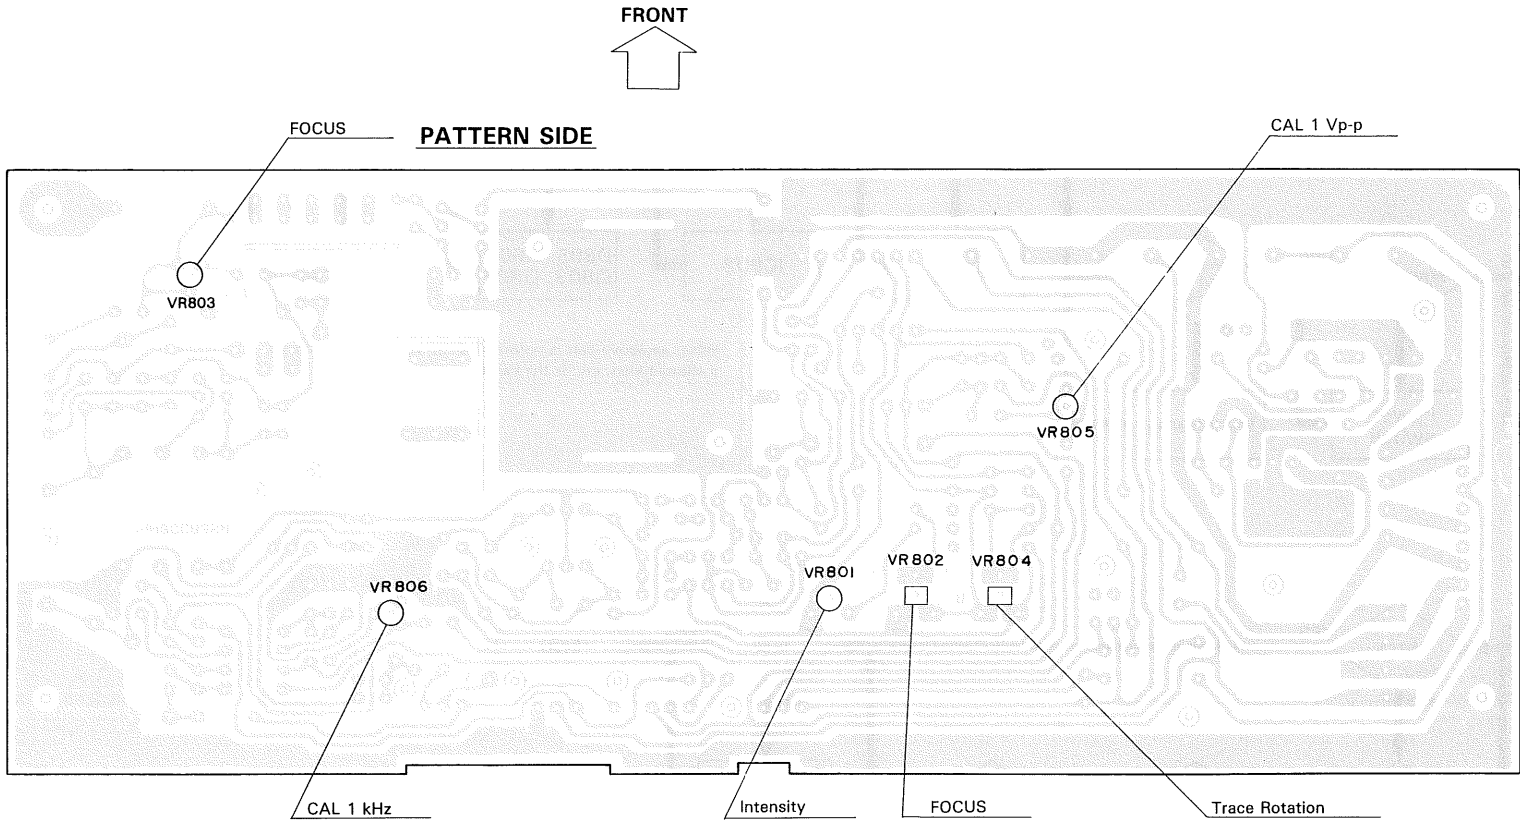 FRONT
FOCUS
PATTERN SIDE
CAL 1 Vp-p
VR803
VR805
VR806
VR801
VR802
VR804
CAL 1 kHz
Intensity
FOCUS
Trace Rotation